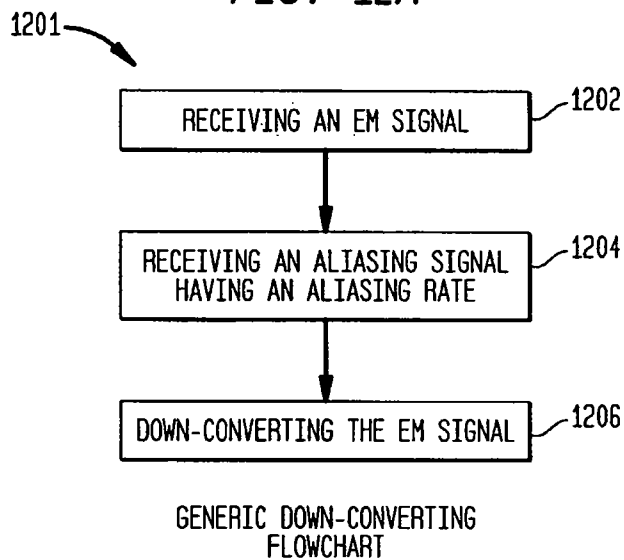 1201
RECEIVING AN EM SIGNAL
1202
RECEIVING AN ALIASING SIGNAL
HAVING AN ALIASING RATE
1204
DOWN-CONVERTING THE EM SIGNAL
1206
GENERIC DOWN-CONVERTING
FLOWCHART